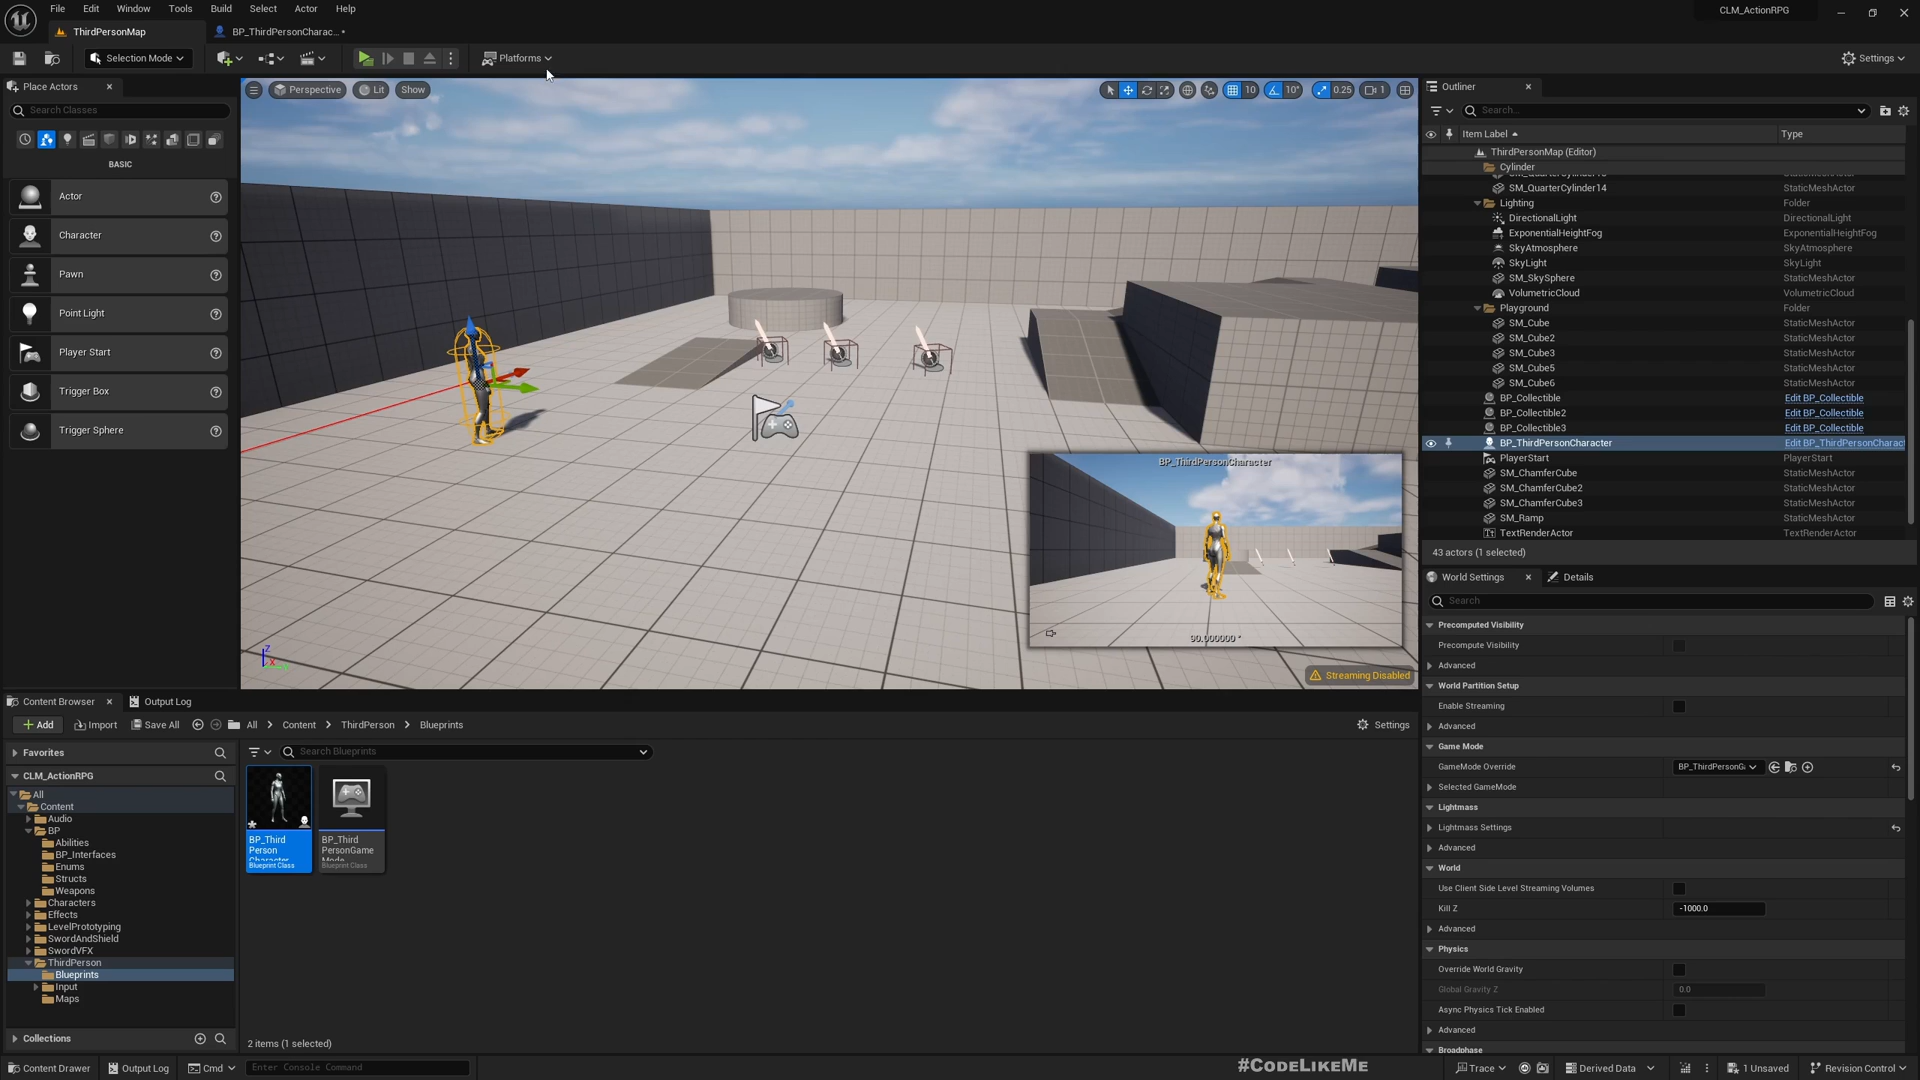 File Edit Window Tools Build Select Actor Help
CLM_ActionRPG
ThirdPersonMap
BP_ThirdPersonCharac... *
Selection Mode
Platforms
Settings
Place Actors
Search Classes
BASIC
Actor
Character
Pawn
Point Light
Player Start
Trigger Box
Trigger Sphere
Perspective
Lit
Show
10
10°
0.25
1
BP_ThirdPersonCharacter
90.000000 °
Streaming Disabled
Z
X
Outliner
Search...
Item Label Type
ThirdPersonMap (Editor)
Cylinder
SM_QuarterCylinder14 StaticMeshActor
Lighting Folder
DirectionalLight DirectionalLight
ExponentialHeightFog ExponentialHeightFog
SkyAtmosphere SkyAtmosphere
SkyLight SkyLight
SM_SkySphere StaticMeshActor
VolumetricCloud VolumetricCloud
Playground Folder
SM_Cube StaticMeshActor
SM_Cube2 StaticMeshActor
SM_Cube3 StaticMeshActor
SM_Cube5 StaticMeshActor
SM_Cube6 StaticMeshActor
BP_Collectible Edit BP_Collectible
BP_Collectible2 Edit BP_Collectible
BP_Collectible3 Edit BP_Collectible
BP_ThirdPersonCharacter Edit BP_ThirdPersonCharact
PlayerStart PlayerStart
SM_ChamferCube StaticMeshActor
SM_ChamferCube2 StaticMeshActor
SM_ChamferCube3 StaticMeshActor
SM_Ramp StaticMeshActor
TextRenderActor TextRenderActor
43 actors (1 selected)
World Settings
Details
Search
Precomputed Visibility
Precompute Visibility
Advanced
World Partition Setup
Enable Streaming
Advanced
Game Mode
GameMode Override BP_ThirdPersonG
Selected GameMode
Lightmass
Lightmass Settings
Advanced
World
Use Client Side Level Streaming Volumes
Kill Z -1000.0
Advanced
Physics
Override World Gravity
Global Gravity Z 0.0
Async Physics Tick Enabled
Advanced
Broadphase
Content Browser
Output Log
Add
Import
Save All
All > Content > ThirdPerson > Blueprints
Settings
Favorites
CLM_ActionRPG
All
Content
Audio
BP
Abilities
BP_Interfaces
Enums
Structs
Weapons
Characters
Effects
LevelPrototyping
SwordAndShield
SwordVFX
ThirdPerson
Blueprints
Input
Maps
Collections
Search Blueprints
BP_Third
Person
Character
Blueprint Class
BP_Third
PersonGame
Mode
Blueprint Class
2 items (1 selected)
Content Drawer
Output Log
Cmd
Enter Console Command
#CodeLikeMe
Trace
Derived Data
1 Unsaved
Revision Control